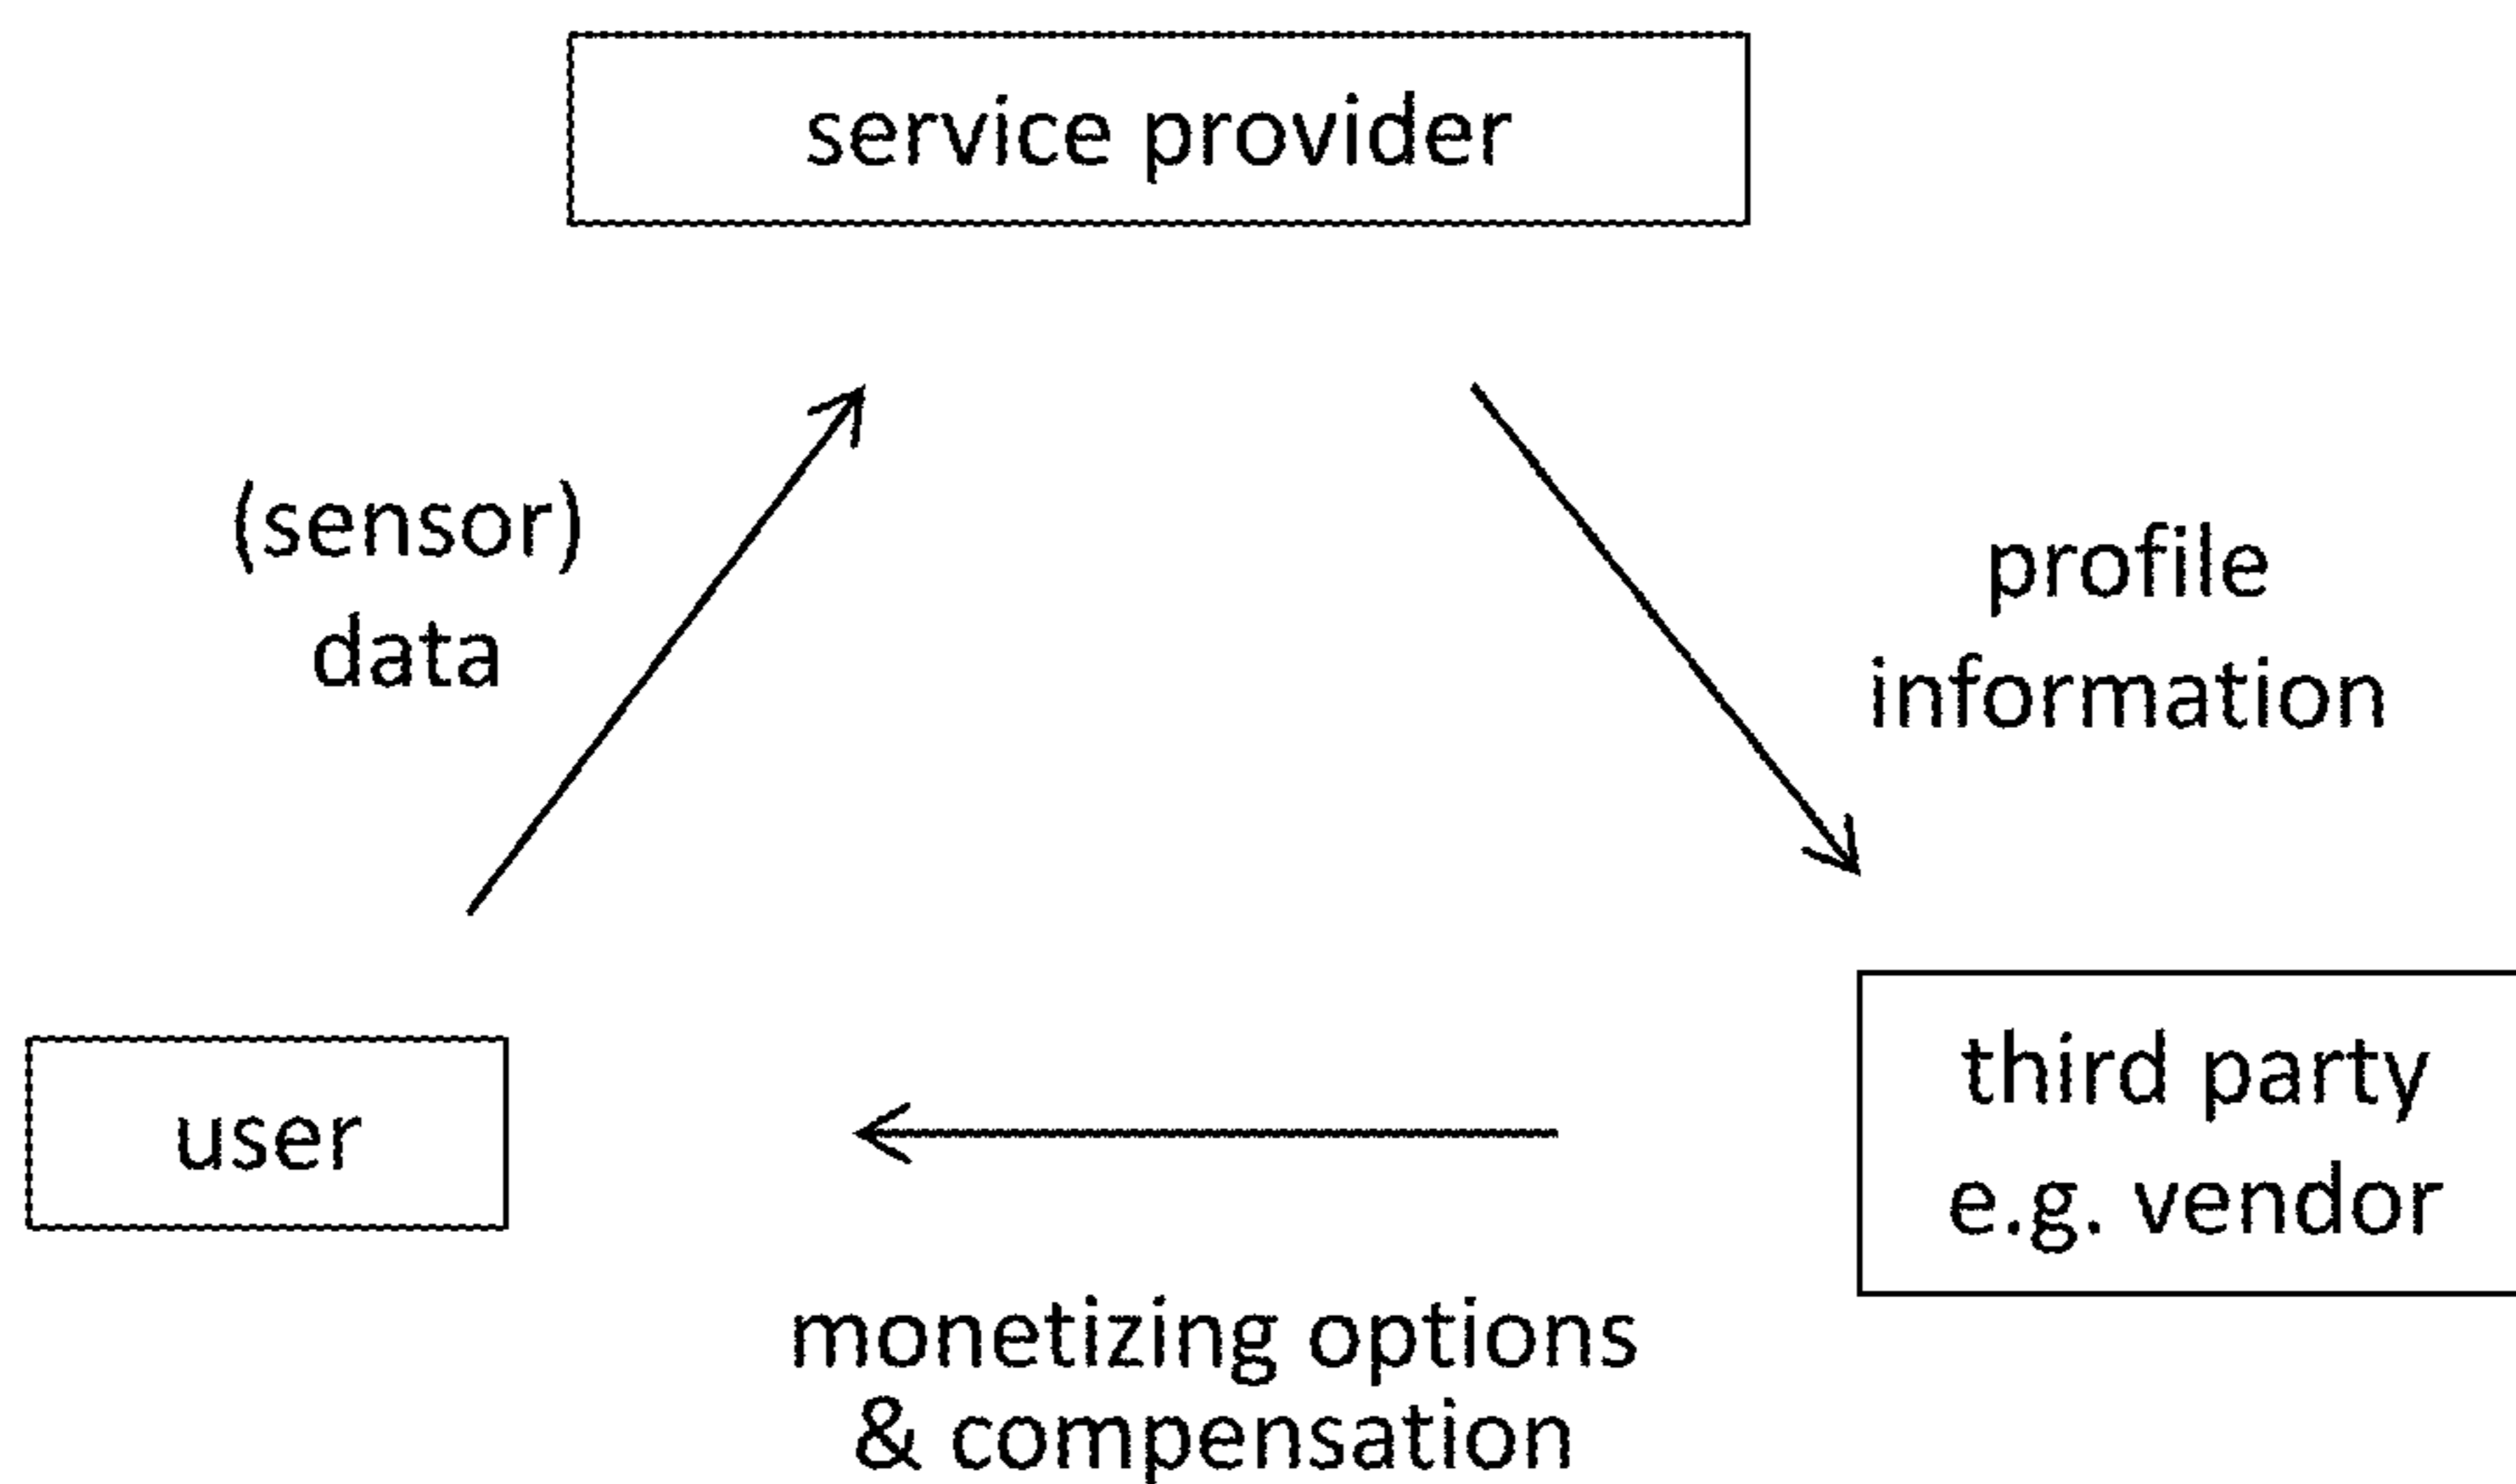 service provider
(sensor)
data
profile
information
user
third party
e.g. vendor
monetizing options
& compensation